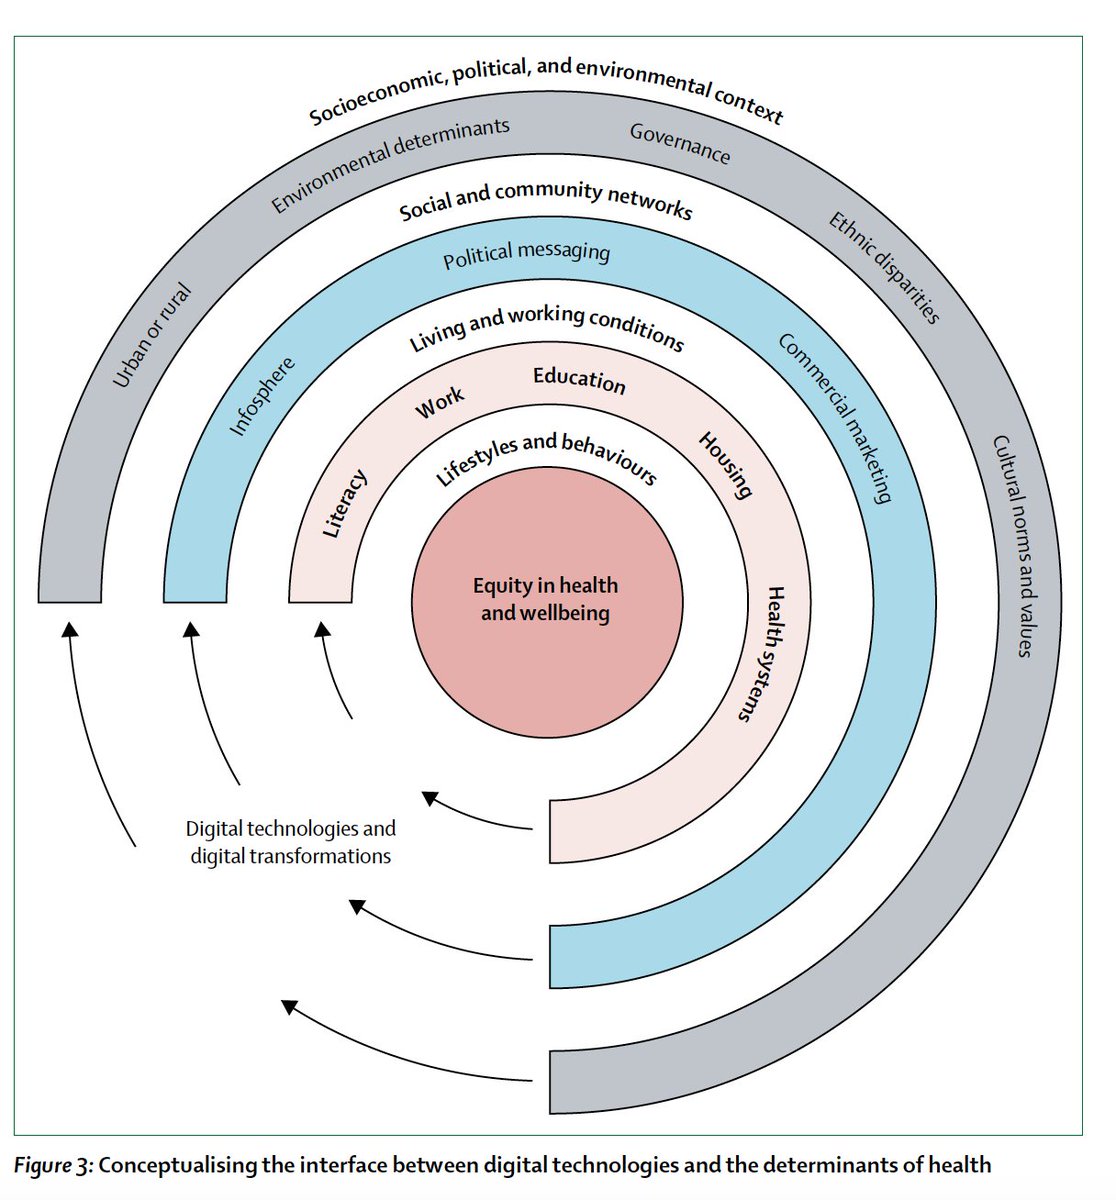 Socioeconomic, political, and environmental context
Environmental determinants
Governance
Urban or rural
Ethnic disparities
Cultural norms and values
Social and community networks
Political messaging
Infosphere
Commercial marketing
Living and working conditions
Literacy
Work
Education
Housing
Health systems
Lifestyles and behaviours
Equity in health
and wellbeing
Digital technologies and
digital transformations
Figure 3: Conceptualising the interface between digital technologies and the determinants of health